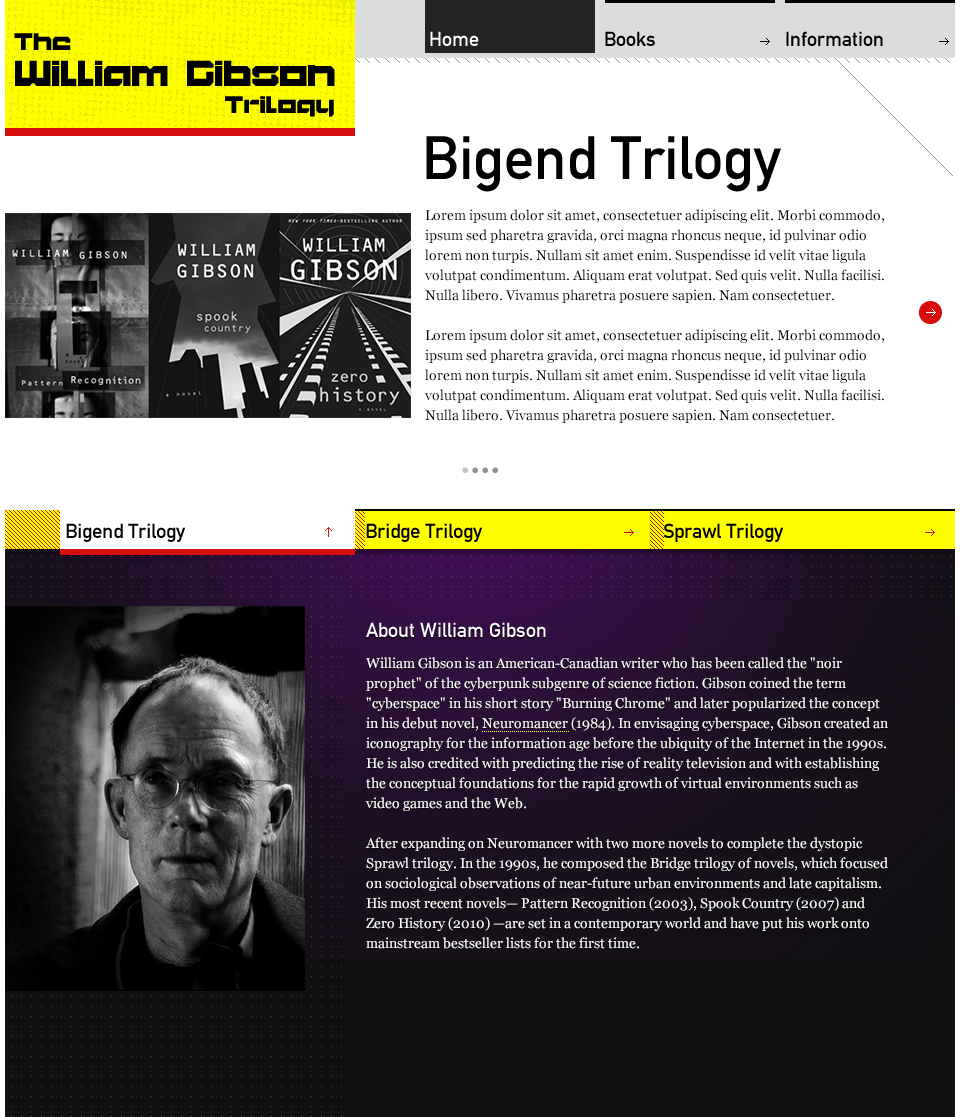 The
William Gibson
Trilogy
Home
Books
Information
Bigend Trilogy
WILLIAM GIBSON
a novel
Pattern Recognition
WILLIAM
GIBSON
spook
country
a novel
NEW YORK TIMES-BESTSELLING AUTHOR
WILLIAM
GIBSON
zero
history
A NOVEL
Lorem ipsum dolor sit amet, consectetuer adipiscing elit. Morbi commodo,
ipsum sed pharetra gravida, orci magna rhoncus neque, id pulvinar odio
lorem non turpis. Nullam sit amet enim. Suspendisse id velit vitae ligula
volutpat condimentum. Aliquam erat volutpat. Sed quis velit. Nulla facilisi.
Nulla libero. Vivamus pharetra posuere sapien. Nam consectetuer.
Lorem ipsum dolor sit amet, consectetuer adipiscing elit. Morbi commodo,
ipsum sed pharetra gravida, orci magna rhoncus neque, id pulvinar odio
lorem non turpis. Nullam sit amet enim. Suspendisse id velit vitae ligula
volutpat condimentum. Aliquam erat volutpat. Sed quis velit. Nulla facilisi.
Nulla libero. Vivamus pharetra posuere sapien. Nam consectetuer.
Bigend Trilogy
Bridge Trilogy
Sprawl Trilogy
About William Gibson
William Gibson is an American-Canadian writer who has been called the "noir
prophet" of the cyberpunk subgenre of science fiction. Gibson coined the term
"cyberspace" in his short story "Burning Chrome" and later popularized the concept
in his debut novel, Neuromancer (1984). In envisaging cyberspace, Gibson created an
iconography for the information age before the ubiquity of the Internet in the 1990s.
He is also credited with predicting the rise of reality television and with establishing
the conceptual foundations for the rapid growth of virtual environments such as
video games and the Web.
After expanding on Neuromancer with two more novels to complete the dystopic
Sprawl trilogy. In the 1990s, he composed the Bridge trilogy of novels, which focused
on sociological observations of near-future urban environments and late capitalism.
His most recent novels— Pattern Recognition (2003), Spook Country (2007) and
Zero History (2010) —are set in a contemporary world and have put his work onto
mainstream bestseller lists for the first time.